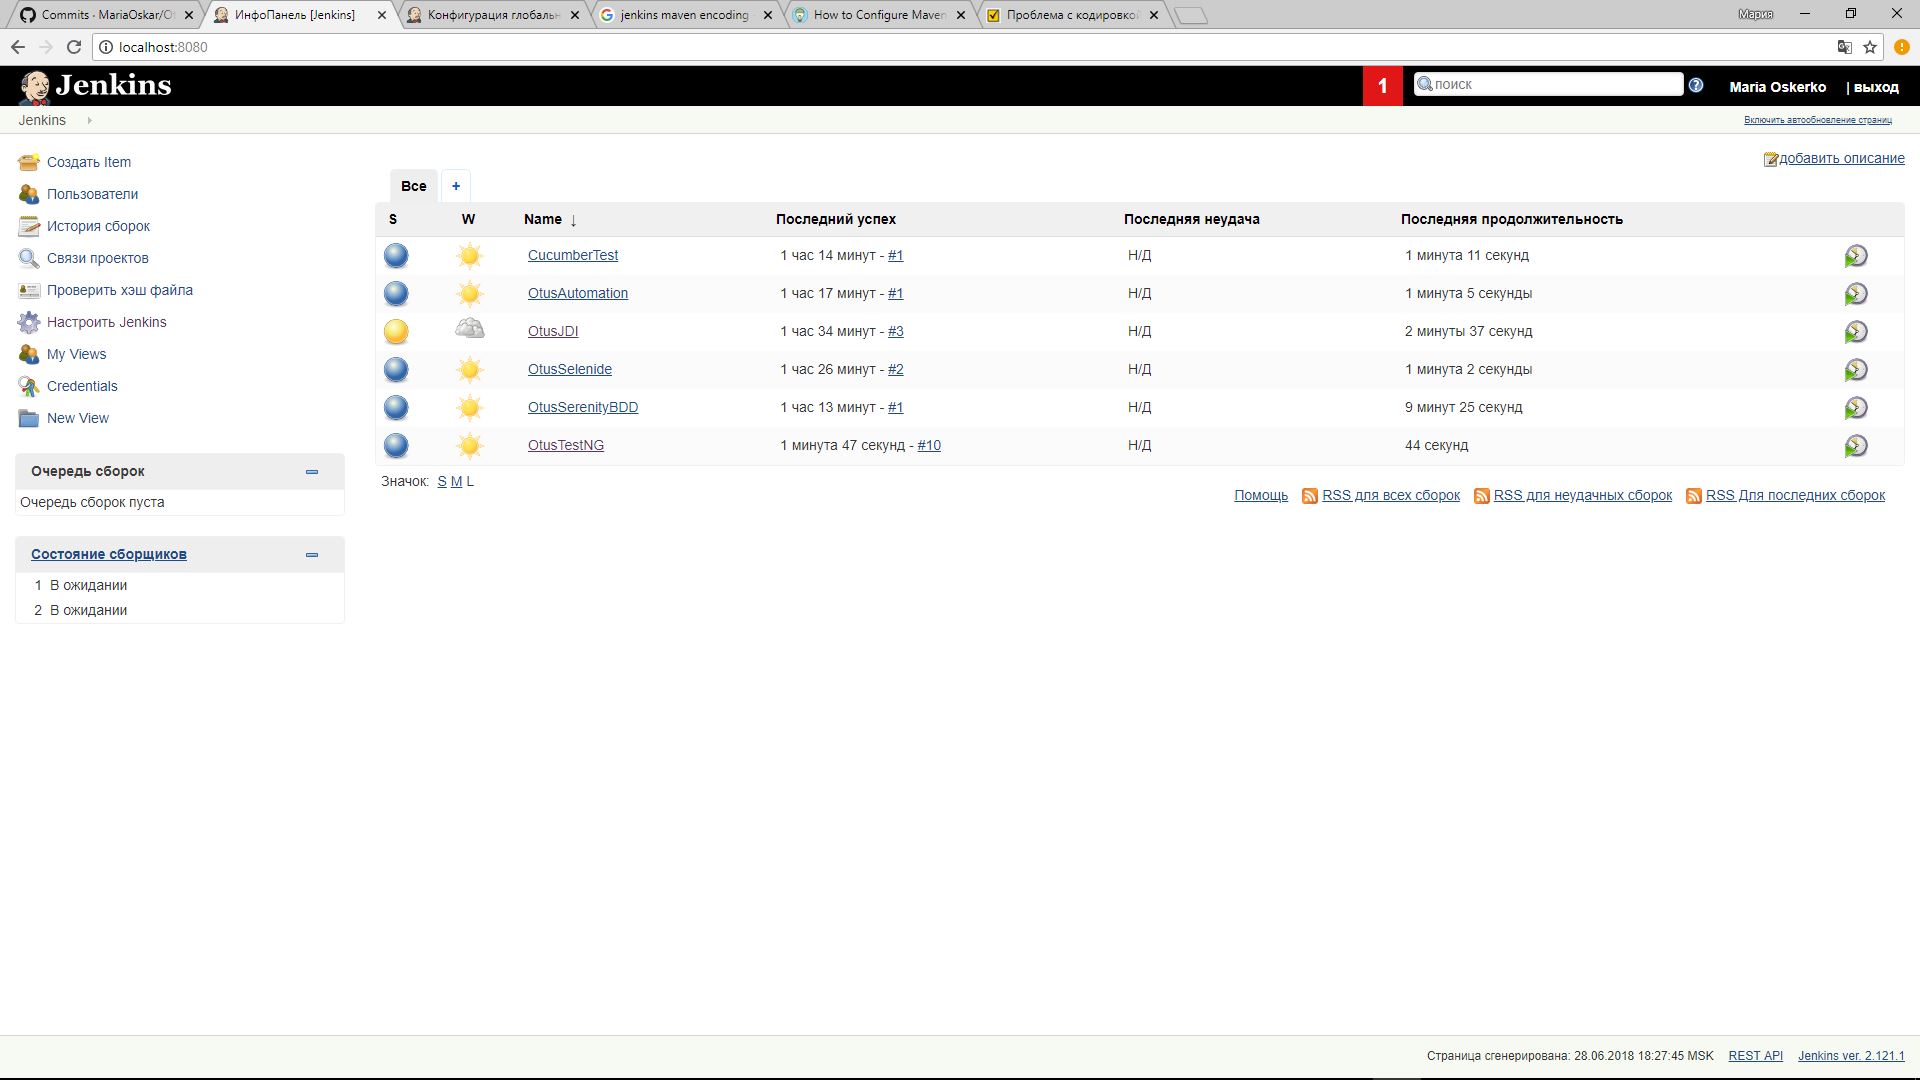 Commits · MariaOskar/Ot
ИнфоПанель [Jenkins]
Конфигурация глобальн
jenkins maven encoding
How to Configure Maven
Проблема с кодировкой
Мария
localhost:8080
Jenkins
1
поиск
Maria Oskerko
| выход
Jenkins
Включить автообновление страниц
Создать Item
Пользователи
История сборок
Связи проектов
Проверить хэш файла
Настроить Jenkins
My Views
Credentials
New View
Очередь сборок
Очередь сборок пуста
Состояние сборщиков
1 В ожидании
2 В ожидании
добавить описание
Все +
S W Name ↓ Последний успех Последняя неудача Последняя продолжительность
CucumberTest 1 час 14 минут - #1 Н/Д 1 минута 11 секунд
OtusAutomation 1 час 17 минут - #1 Н/Д 1 минута 5 секунды
OtusJDI 1 час 34 минут - #3 Н/Д 2 минуты 37 секунд
OtusSelenide 1 час 26 минут - #2 Н/Д 1 минута 2 секунды
OtusSerenityBDD 1 час 13 минут - #1 Н/Д 9 минут 25 секунд
OtusTestNG 1 минута 47 секунд - #10 Н/Д 44 секунд
Значок: S M L
Помощь RSS для всех сборок RSS для неудачных сборок RSS Для последних сборок
Страница сгенерирована: 28.06.2018 18:27:45 MSK REST API Jenkins ver. 2.121.1